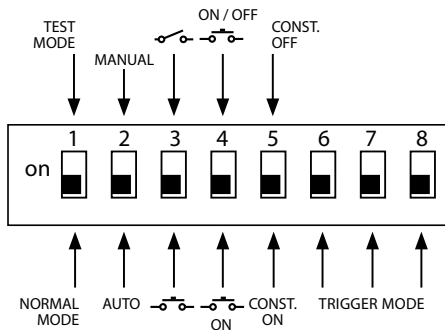 ON / OFF
TEST
MODE
CONST.
OFF
MANUAL
1 2 3 4 5 6 7 8
on
NORMAL
MODE
AUTO
ON
CONST.
ON
TRIGGER MODE